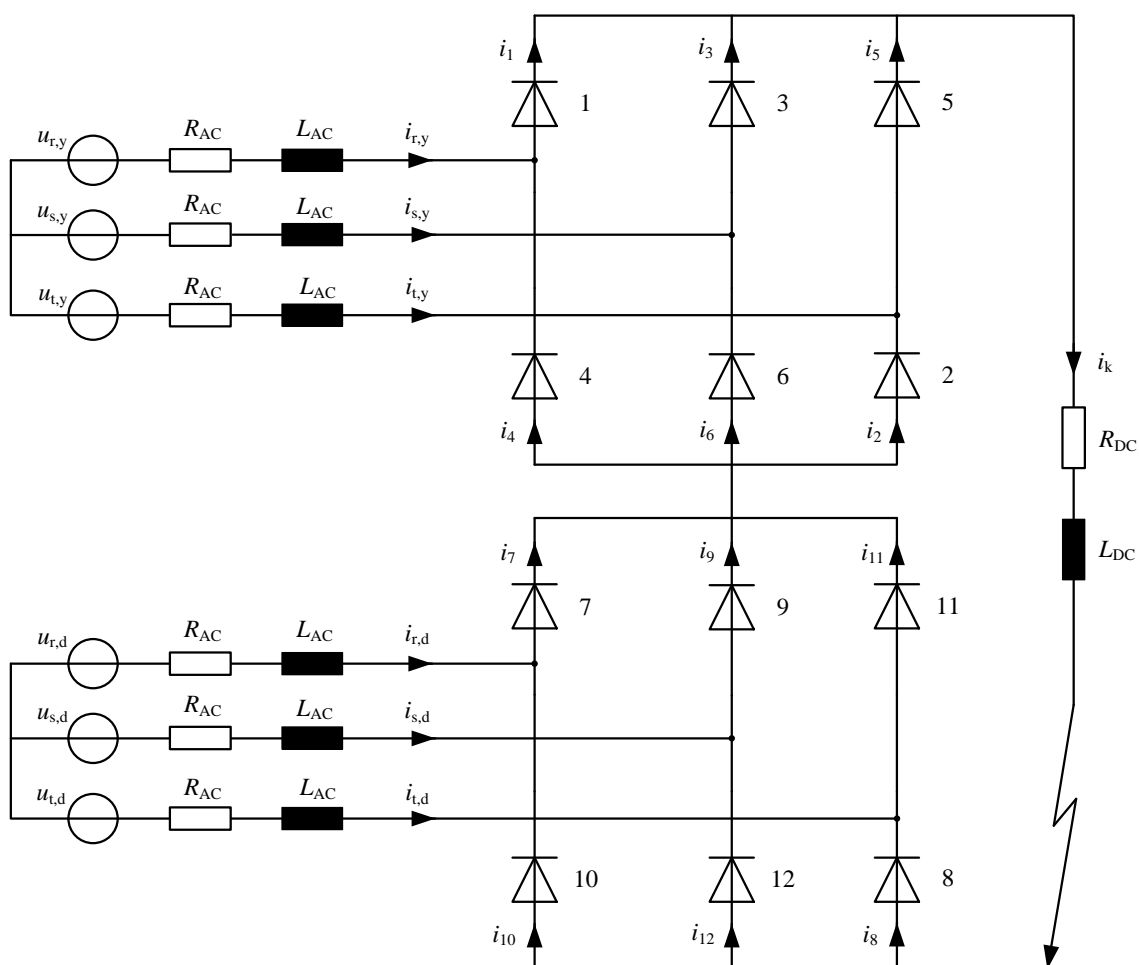 i1 i3 i5
1 3 5
ur,y RAC LAC ir,y
us,y RAC LAC is,y
ut,y RAC LAC it,y
4 6 2
ik
i4 i6 i2
RDC
i7 i9 i11
LDC
7 9 11
ur,d RAC LAC ir,d
us,d RAC LAC is,d
ut,d RAC LAC it,d
10 12 8
i10 i12 i8